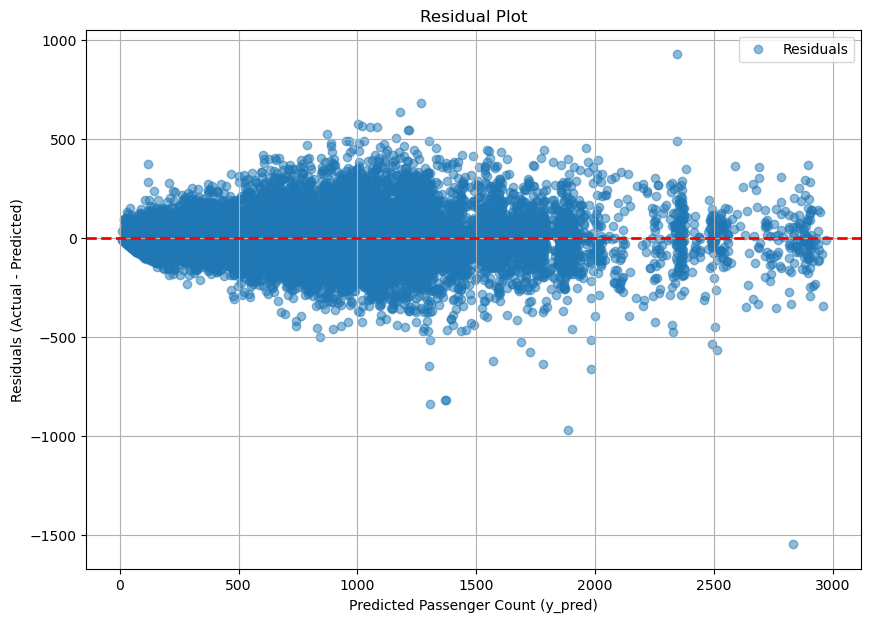 Residual Plot
Residuals
Residuals (Actual - Predicted)
1000
500
0
−500
−1000
−1500
0 500 1000 1500 2000 2500 3000
Predicted Passenger Count (y_pred)